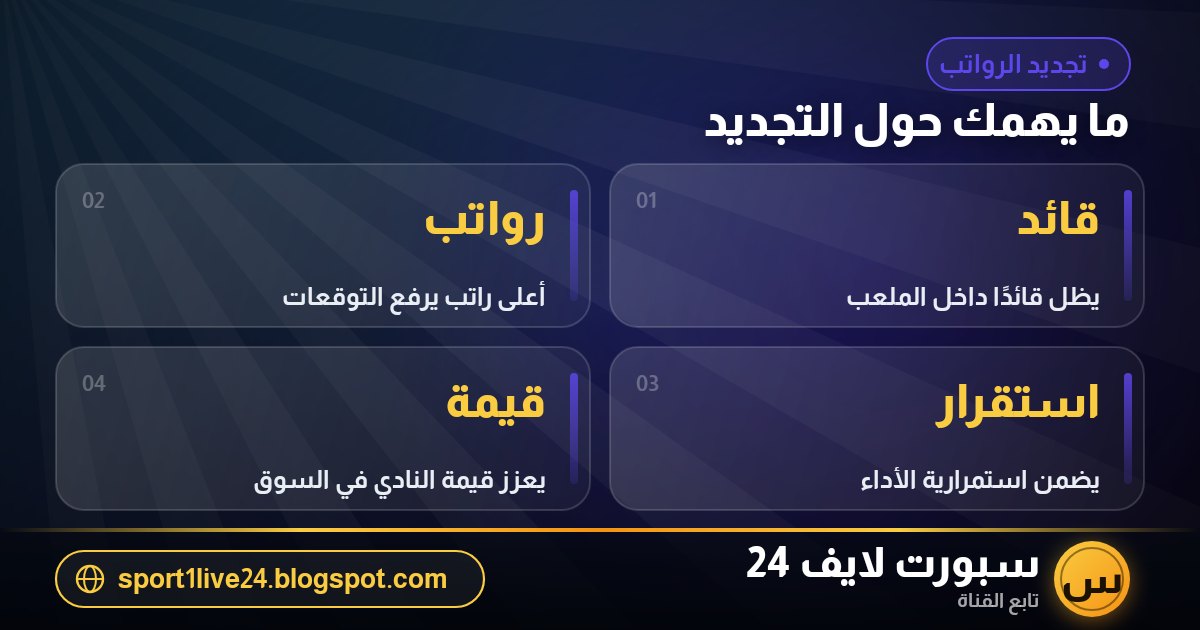 تجديد الرواتب
ما يهمك حول التجديد
01
قائد
يظل قائدًا داخل الملعب
02
رواتب
أعلى راتب يرفع التوقعات
03
استقرار
يضمن استمرارية الأداء
04
قيمة
يعزز قيمة النادي في السوق
س
سبورت لايف 24
تابع القناة
sport1live24.blogspot.com